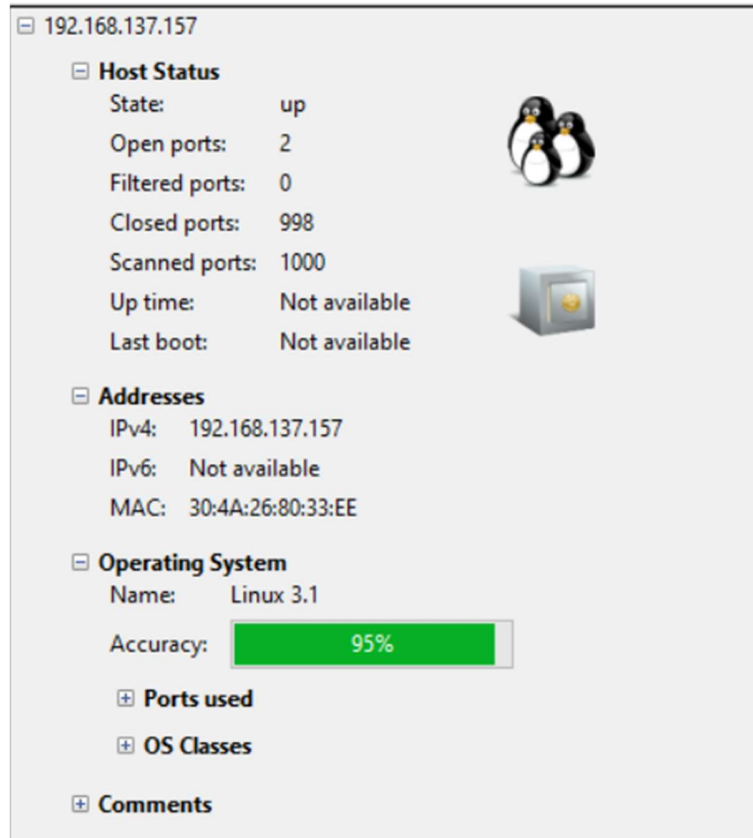 192.168.137.157
Host Status
State: up
Open ports: 2
Filtered ports: 0
Closed ports: 998
Scanned ports: 1000
Up time: Not available
Last boot: Not available
Addresses
IPv4: 192.168.137.157
IPv6: Not available
MAC: 30:4A:26:80:33:EE
Operating System
Name: Linux 3.1
Accuracy: 95%
Ports used
OS Classes
Comments